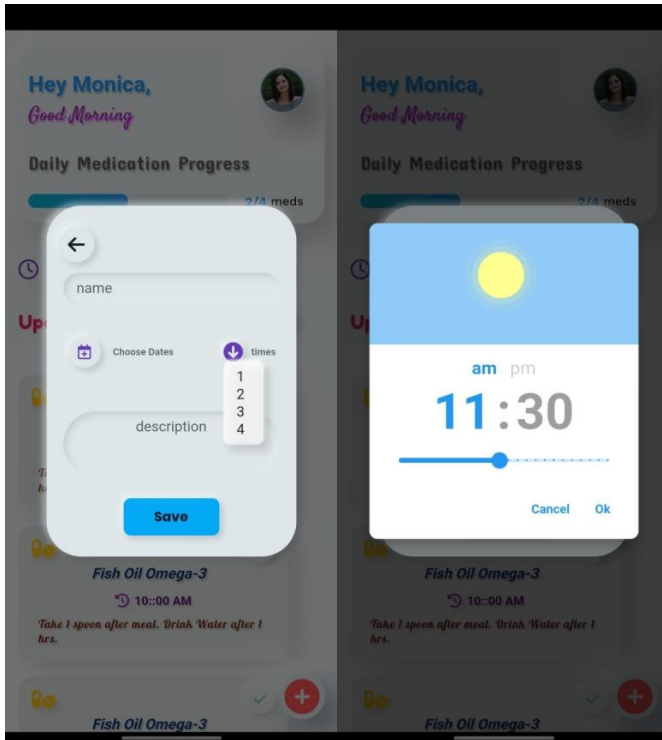 Hey Monica,
Good Morning
Daily Medication Progress
2/4 meds
name
Up
Choose Dates
times
1
2
3
4
description
Save
Fish Oil Omega-3
10::00 AM
Take 1 spoon after meal. Drink Water after 1
hrs.
Fish Oil Omega-3
Hey Monica,
Good Morning
Daily Medication Progress
2/4 meds
am pm
11:30
Cancel Ok
Fish Oil Omega-3
10::00 AM
Take 1 spoon after meal. Drink Water after 1
hrs.
Fish Oil Omega-3